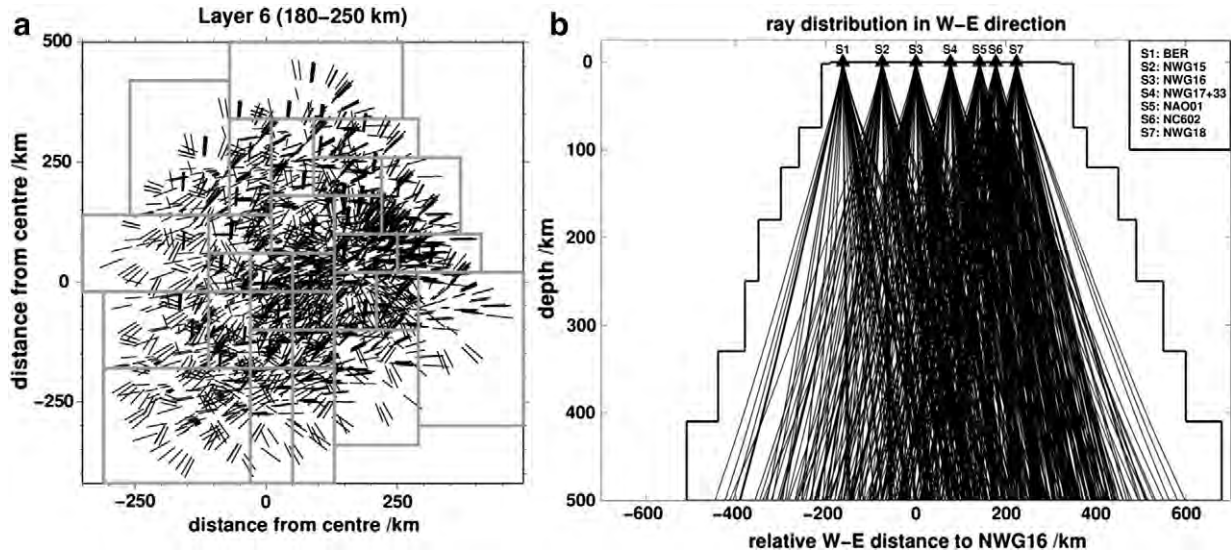 a
Layer 6 (180−250 km)
500
250
0
−250
−250
0
250
distance from centre /km
distance from centre /km
b
ray distribution in W−E direction
S1 S2 S3 S4 S5 S6 S7
S1: BER
S2: NWG15
S3: NWG16
S4: NWG17+33
S5: NAO01
S6: NC602
S7: NWG18
0
100
200
300
400
500
depth /km
−600 −400 −200 0 200 400 600
relative W−E distance to NWG16 /km